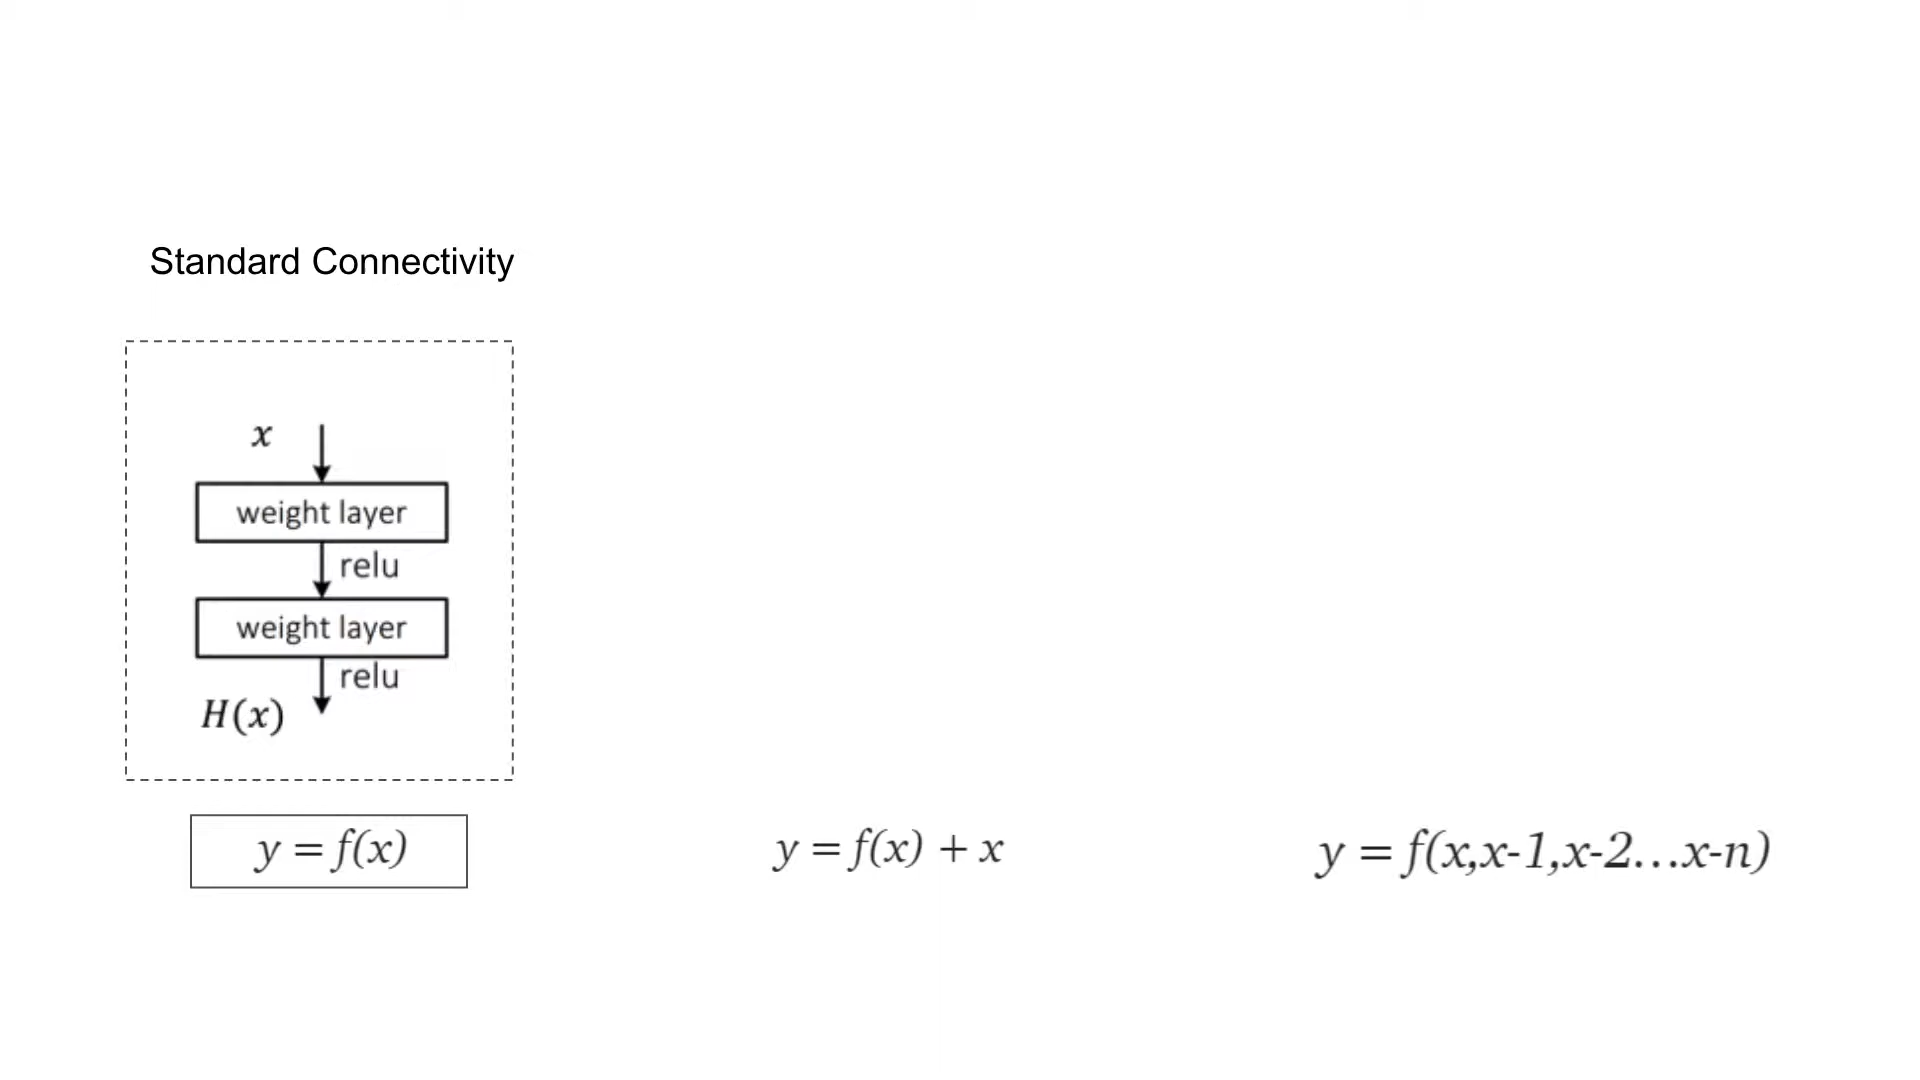 Standard Connectivity
x
weight layer
relu
weight layer
relu
H(x)
y = f(x)
y = f(x) + x
y = f(x,x-1,x-2...x-n)